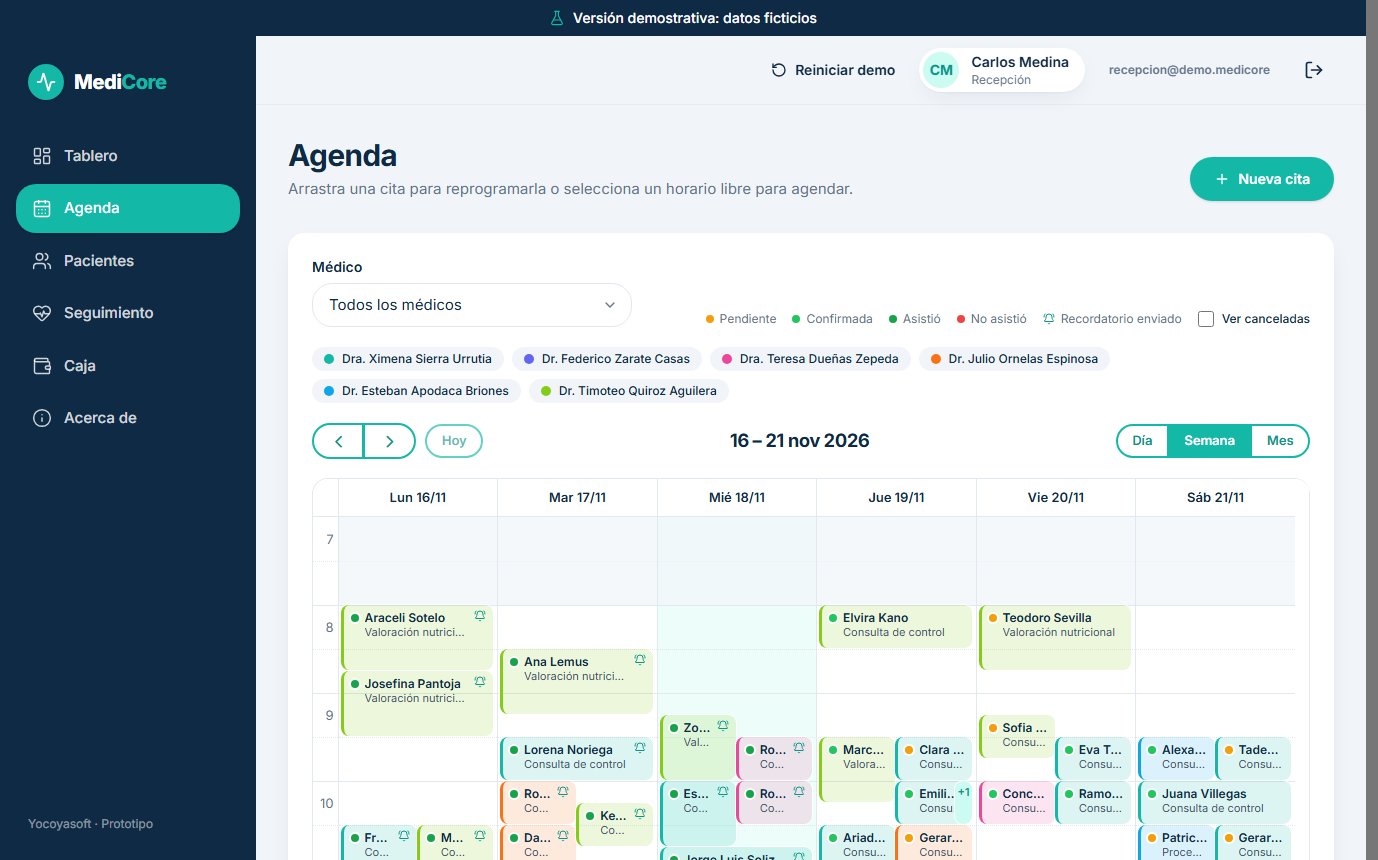 Versión demostrativa: datos ficticios
MediCore
Tablero
Agenda
Pacientes
Seguimiento
Caja
Acerca de
Yocoyasoft · Prototipo
Reiniciar demo
CM
Carlos Medina
Recepción
recepcion@demo.medicore
Agenda
Arrastra una cita para reprogramarla o selecciona un horario libre para agendar.
+ Nueva cita
Médico
Todos los médicos
Pendiente
Confirmada
Asistió
No asistió
Recordatorio enviado
Ver canceladas
Dra. Ximena Sierra Urrutia
Dr. Federico Zarate Casas
Dra. Teresa Dueñas Zepeda
Dr. Julio Ornelas Espinosa
Dr. Esteban Apodaca Briones
Dr. Timoteo Quiroz Aguilera
Hoy
16 – 21 nov 2026
Día
Semana
Mes
Lun 16/11
Mar 17/11
Mié 18/11
Jue 19/11
Vie 20/11
Sáb 21/11
7
8
9
10
Araceli Sotelo
Valoración nutrici...
Josefina Pantoja
Valoración nutrici...
Fr...
Co...
M...
Co...
Ana Lemus
Valoración nutrici...
Lorena Noriega
Consulta de control
Ro...
Co...
Ke...
Co...
Da...
Co...
Zo...
Val...
Ro...
Co...
Es...
Co...
Ro...
Co...
Jorge Luis Soliz
Elvira Kano
Consulta de control
Marc...
Valora...
Clara ...
Consu...
Emili...
Consu
+1
Ariad...
Consu...
Gerar...
Consu...
Teodoro Sevilla
Valoración nutricional
Sofia ...
Consu...
Eva T...
Consu...
Conc...
Consu...
Ramo...
Consu...
Alexa...
Consu...
Tade...
Consu...
Juana Villegas
Consulta de control
Patric...
Proce...
Gerar...
Consu...